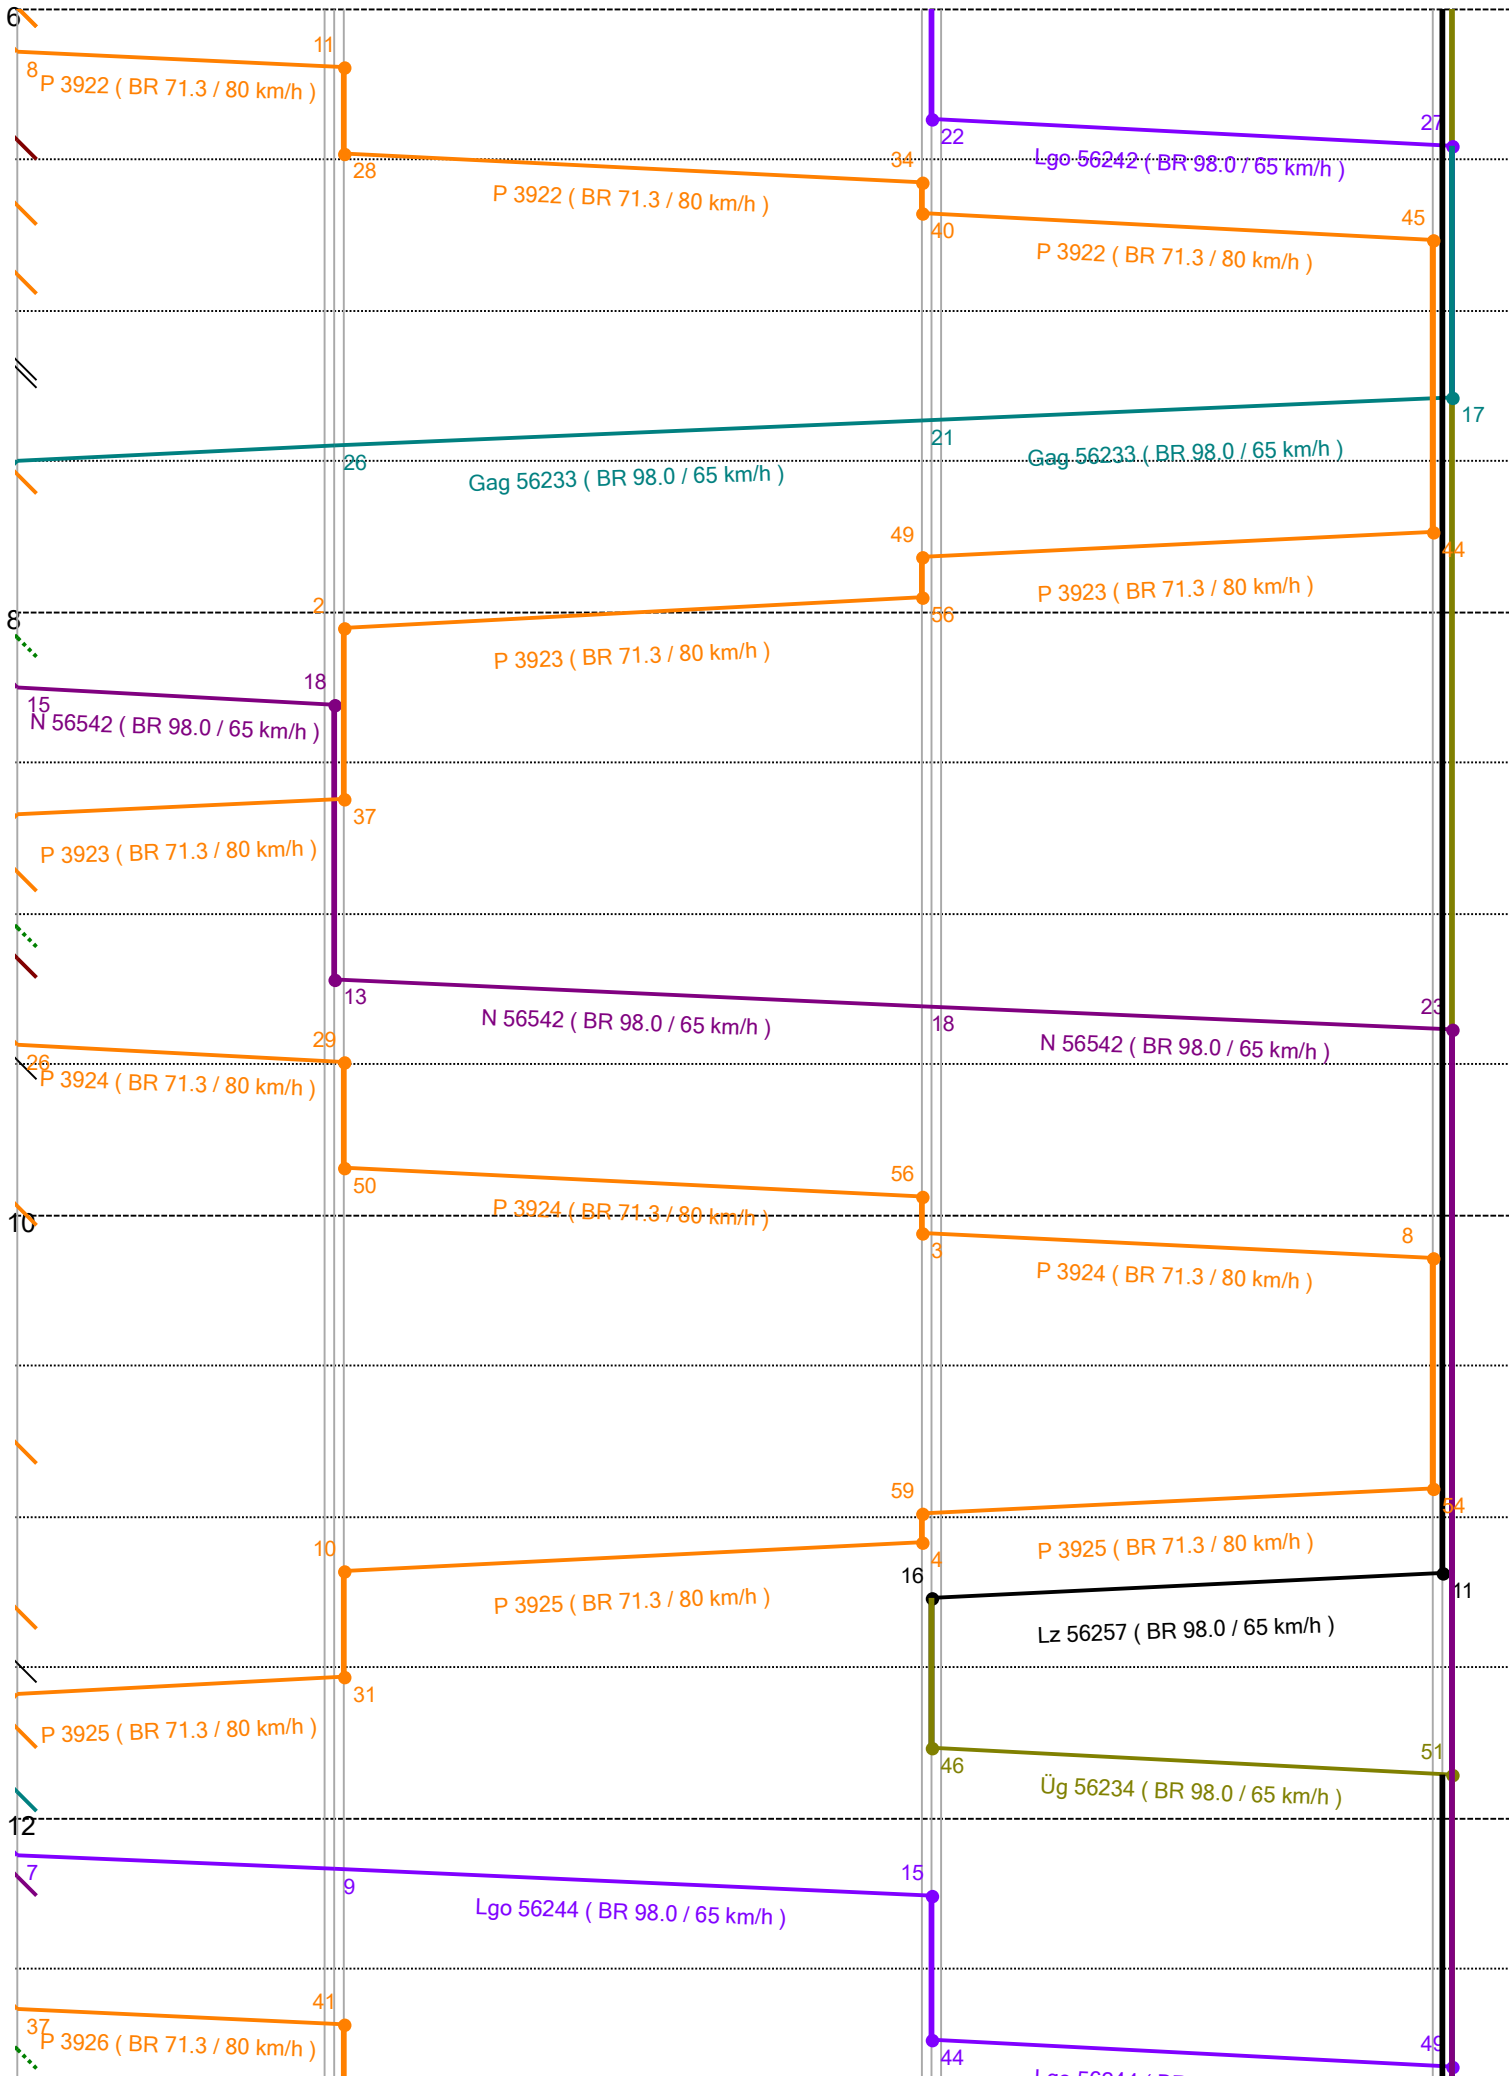 6
11
8
P 3922 ( BR 71.3 / 80 km/h )
22
27
Lgo 56242 ( BR 98.0 / 65 km/h )
28
34
P 3922 ( BR 71.3 / 80 km/h )
40
45
P 3922 ( BR 71.3 / 80 km/h )
17
21
26
Gag 56233 ( BR 98.0 / 65 km/h )
Gag 56233 ( BR 98.0 / 65 km/h )
49
44
P 3923 ( BR 71.3 / 80 km/h )
2
56
8
P 3923 ( BR 71.3 / 80 km/h )
18
15
N 56542 ( BR 98.0 / 65 km/h )
37
P 3923 ( BR 71.3 / 80 km/h )
13
18
23
N 56542 ( BR 98.0 / 65 km/h )
N 56542 ( BR 98.0 / 65 km/h )
29
26
P 3924 ( BR 71.3 / 80 km/h )
50
56
P 3924 ( BR 71.3 / 80 km/h )
10
3
8
P 3924 ( BR 71.3 / 80 km/h )
59
54
P 3925 ( BR 71.3 / 80 km/h )
10
4
P 3925 ( BR 71.3 / 80 km/h )
16
11
Lz 56257 ( BR 98.0 / 65 km/h )
31
P 3925 ( BR 71.3 / 80 km/h )
46
51
Üg 56234 ( BR 98.0 / 65 km/h )
12
7
9
15
Lgo 56244 ( BR 98.0 / 65 km/h )
41
37
P 3926 ( BR 71.3 / 80 km/h )
44
49